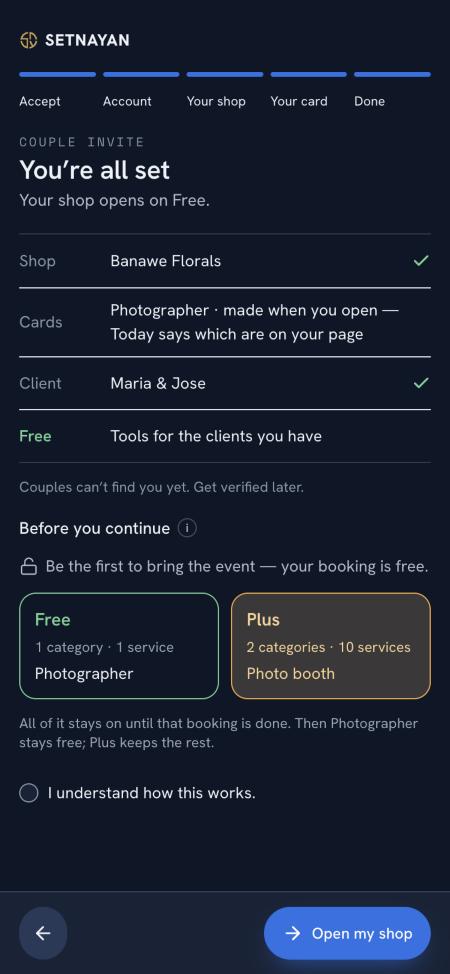 SETNAYAN
Accept
Account
Your shop
Your card
Done
COUPLE INVITE
You’re all set
Your shop opens on Free.
Shop
Banawe Florals
Cards
Photographer · made when you open —
Today says which are on your page
Client
Maria & Jose
Free
Tools for the clients you have
Couples can’t find you yet. Get verified later.
Before you continue
i
Be the first to bring the event — your booking is free.
Free
1 category · 1 service
Photographer
Plus
2 categories · 10 services
Photo booth
All of it stays on until that booking is done. Then Photographer
stays free; Plus keeps the rest.
I understand how this works.
Open my shop